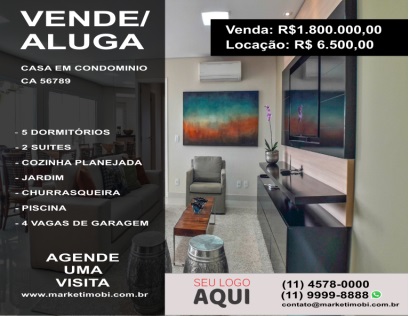 VENDE/
ALUGA
CASA EM CONDOMINIO
CA 56789
- 5 DORMITÓRIOS
- 2 SUITES
- COZINHA PLANEJADA
- JARDIM
- CHURRASQUEIRA
- PISCINA
- 4 VAGAS DE GARAGEM
AGENDE
UMA
VISITA
www.marketimobi.com.br
Venda: R$1.800.000,00
Locação: R$ 6.500,00
SEU LOGO
AQUI
(11) 4578-0000
(11) 9999-8888
contato@marketimobi.com.br